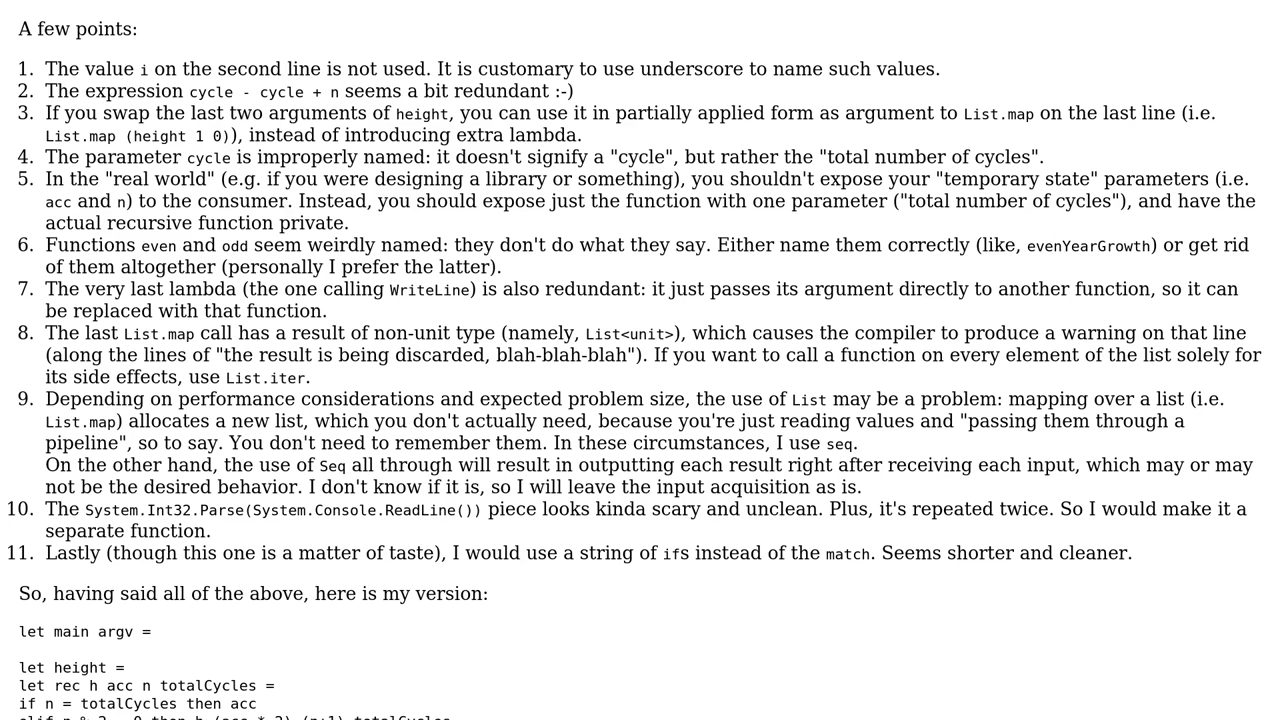 A few points:
1. The value i on the second line is not used. It is customary to use underscore to name such values.
2. The expression cycle - cycle + n seems a bit redundant :-)
3. If you swap the last two arguments of height, you can use it in partially applied form as argument to List.map on the last line (i.e.
List.map (height 1 0)), instead of introducing extra lambda.
4. The parameter cycle is improperly named: it doesn't signify a "cycle", but rather the "total number of cycles".
5. In the "real world" (e.g. if you were designing a library or something), you shouldn't expose your "temporary state" parameters (i.e.
acc and n) to the consumer. Instead, you should expose just the function with one parameter ("total number of cycles"), and have the
actual recursive function private.
6. Functions even and odd seem weirdly named: they don't do what they say. Either name them correctly (like, evenYearGrowth) or get rid
of them altogether (personally I prefer the latter).
7. The very last lambda (the one calling WriteLine) is also redundant: it just passes its argument directly to another function, so it can
be replaced with that function.
8. The last List.map call has a result of non-unit type (namely, List<unit>), which causes the compiler to produce a warning on that line
(along the lines of "the result is being discarded, blah-blah-blah"). If you want to call a function on every element of the list solely for
its side effects, use List.iter.
9. Depending on performance considerations and expected problem size, the use of List may be a problem: mapping over a list (i.e.
List.map) allocates a new list, which you don't actually need, because you're just reading values and "passing them through a
pipeline", so to say. You don't need to remember them. In these circumstances, I use seq.
On the other hand, the use of Seq all through will result in outputting each result right after receiving each input, which may or may
not be the desired behavior. I don't know if it is, so I will leave the input acquisition as is.
10. The System.Int32.Parse(System.Console.ReadLine()) piece looks kinda scary and unclean. Plus, it's repeated twice. So I would make it a
separate function.
11. Lastly (though this one is a matter of taste), I would use a string of ifs instead of the match. Seems shorter and cleaner.
So, having said all of the above, here is my version:
let main argv =
let height =
let rec h acc n totalCycles =
if n = totalCycles then acc